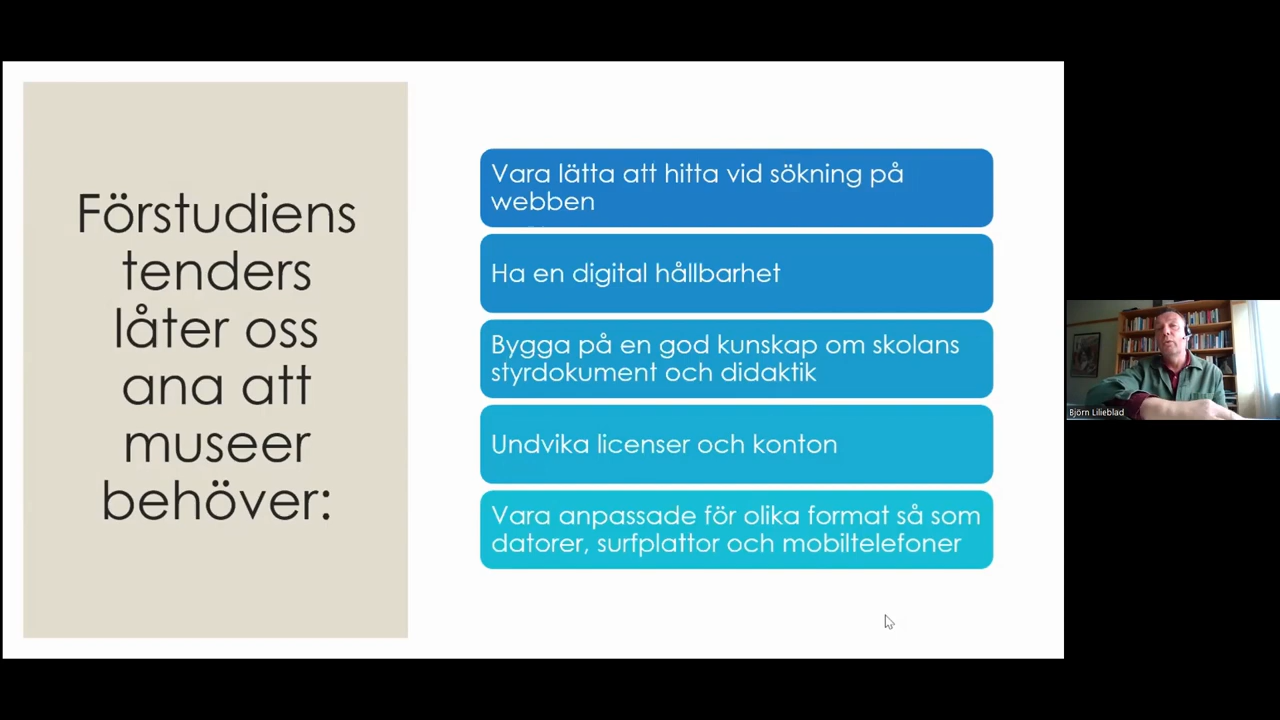 Förstudiens
tenders
låter oss
ana att
museer
behöver:
Vara lätta att hitta vid sökning på
webben
Ha en digital hållbarhet
Bygga på en god kunskap om skolans
styrdokument och didaktik
Undvika licenser och konton
Vara anpassade för olika format så som
datorer, surfplattor och mobiltelefoner
Björn Lilieblad